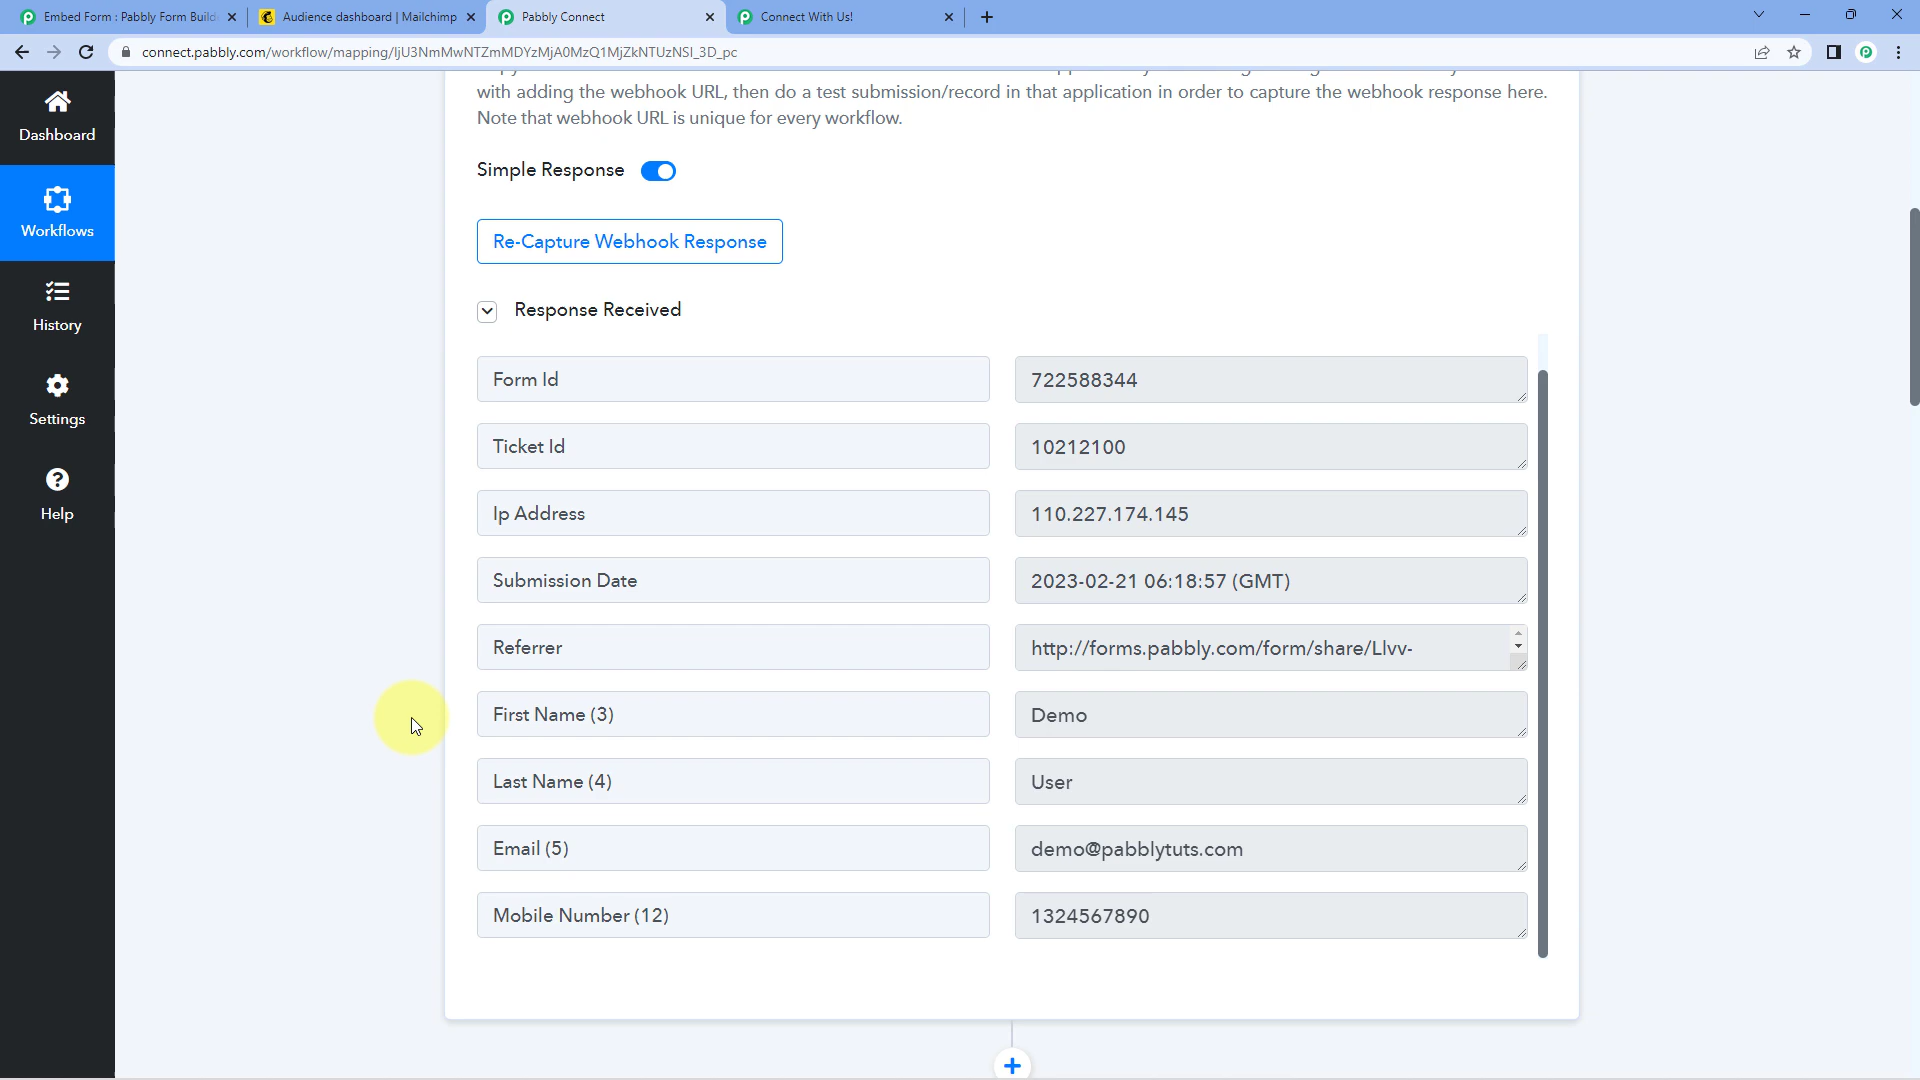 Embed Form : Pabbly Form Build
Audience dashboard | Mailchimp
Pabbly Connect
Connect With Us!
connect.pabbly.com/workflow/mapping/IjU3NmMwNTZmMDYzMjA0MzQ1MjZkNTUzNSI_3D_pc
with adding the webhook URL, then do a test submission/record in that application in order to capture the webhook response here.
Note that webhook URL is unique for every workflow.
Dashboard
Workflows
History
Settings
Help
Simple Response
Re-Capture Webhook Response
Response Received
Form Id
722588344
Ticket Id
10212100
Ip Address
110.227.174.145
Submission Date
2023-02-21 06:18:57 (GMT)
Referrer
http://forms.pabbly.com/form/share/Llvv-
First Name (3)
Demo
Last Name (4)
User
Email (5)
demo@pabblytuts.com
Mobile Number (12)
1324567890